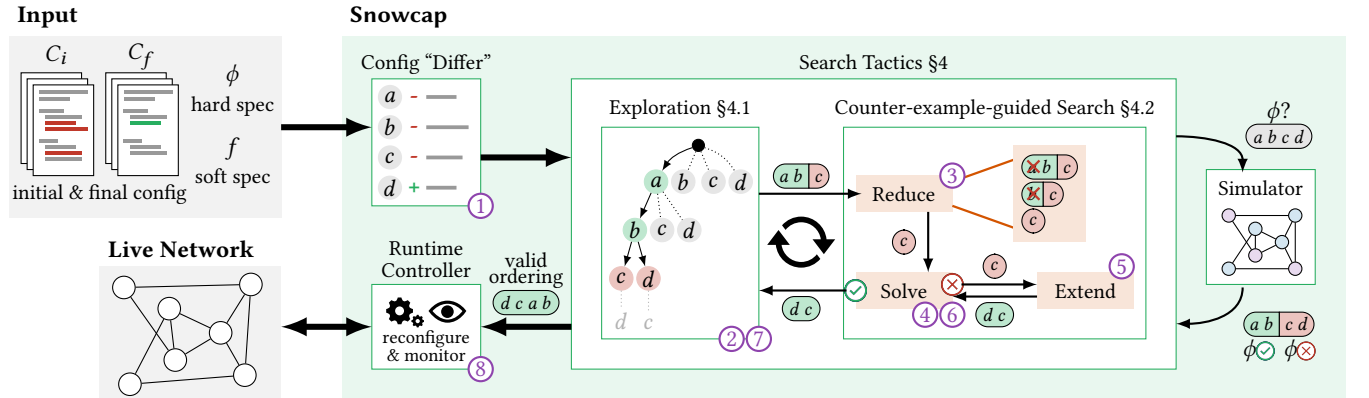 Input
C_i
C_f
ϕ
hard spec
f
soft spec
initial & final config
Live Network
Snowcap
Config “Differ”
a -
b -
c -
d +
1
Runtime
Controller
reconfigure
& monitor
8
valid
ordering
d c a b
Search Tactics §4
Exploration §4.1
a b c d
b c d
c d
d c
2 7
a b c
d c
Counter-example-guided Search §4.2
Reduce
3
a b c
b c
c
c
Solve
4 6
c
d c
Extend
5
ϕ?
a b c d
Simulator
a b c d
ϕ ϕ